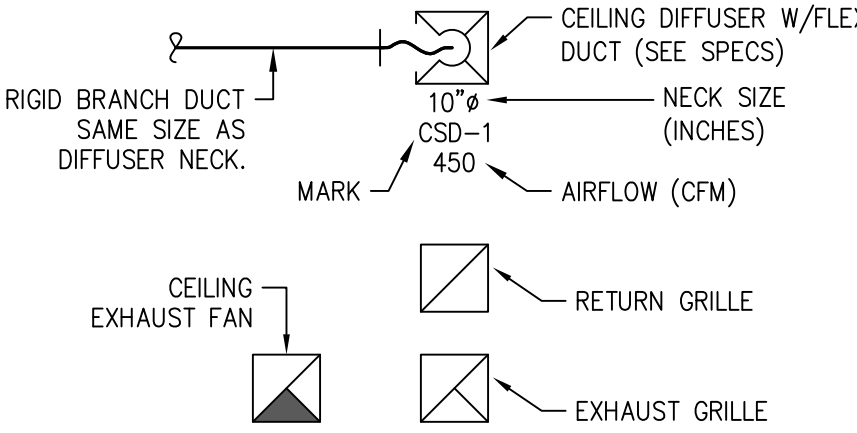 CEILING DIFFUSER W/FLEX
DUCT (SEE SPECS)
RIGID BRANCH DUCT
SAME SIZE AS
DIFFUSER NECK.
10"ø
CSD-1
450
NECK SIZE
(INCHES)
MARK
AIRFLOW (CFM)
CEILING
EXHAUST FAN
RETURN GRILLE
EXHAUST GRILLE